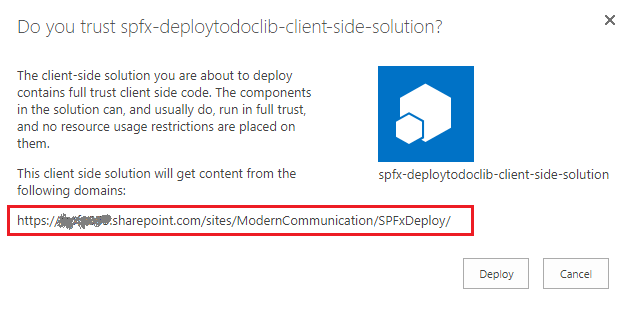 Do you trust spfx-deploytodoclib-client-side-solution?
The client-side solution you are about to deploy
contains full trust client side code. The components
in the solution can, and usually do, run in full trust,
and no resource usage restrictions are placed on
them.
spfx-deploytodoclib-client-side-solution
This client side solution will get content from the
following domains:
https:// .sharepoint.com/sites/ModernCommunication/SPFxDeploy/
Deploy
Cancel